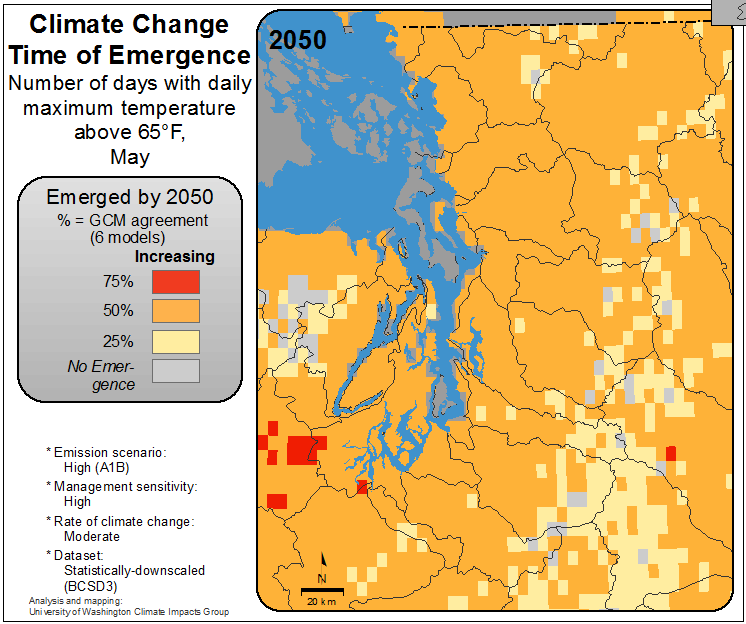 Climate Change
Time of Emergence
Number of days with daily
maximum temperature
above 65°F,
May
Emerged by 2050
% = GCM agreement
(6 models)
Increasing
75%
50%
25%
No Emer-
gence
* Emission scenario:
High (A1B)
* Management sensitivity:
High
* Rate of climate change:
Moderate
* Dataset:
Statistically-downscaled
(BCSD3)
Analysis and mapping:
University of Washington Climate Impacts Group
2050
N
20 km